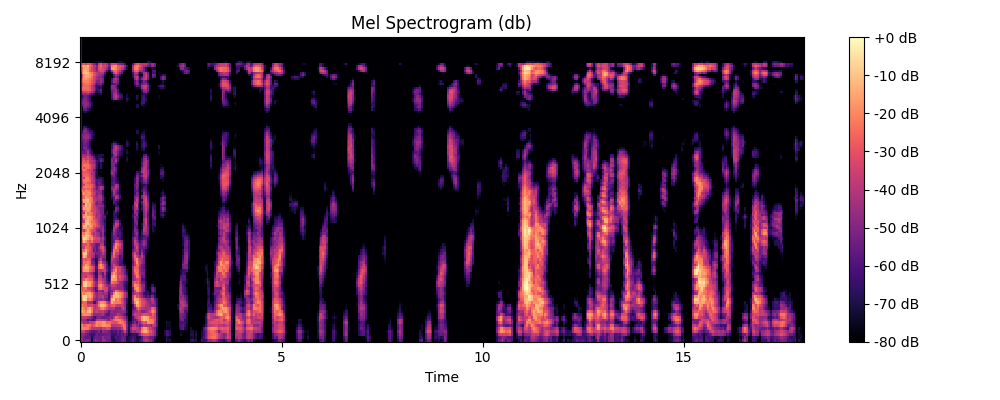 Mel Spectrogram (db)
8192
4096
2048
1024
512
0
Hz
0 5 10 15
Time
+0 dB
-10 dB
-20 dB
-30 dB
-40 dB
-50 dB
-60 dB
-70 dB
-80 dB